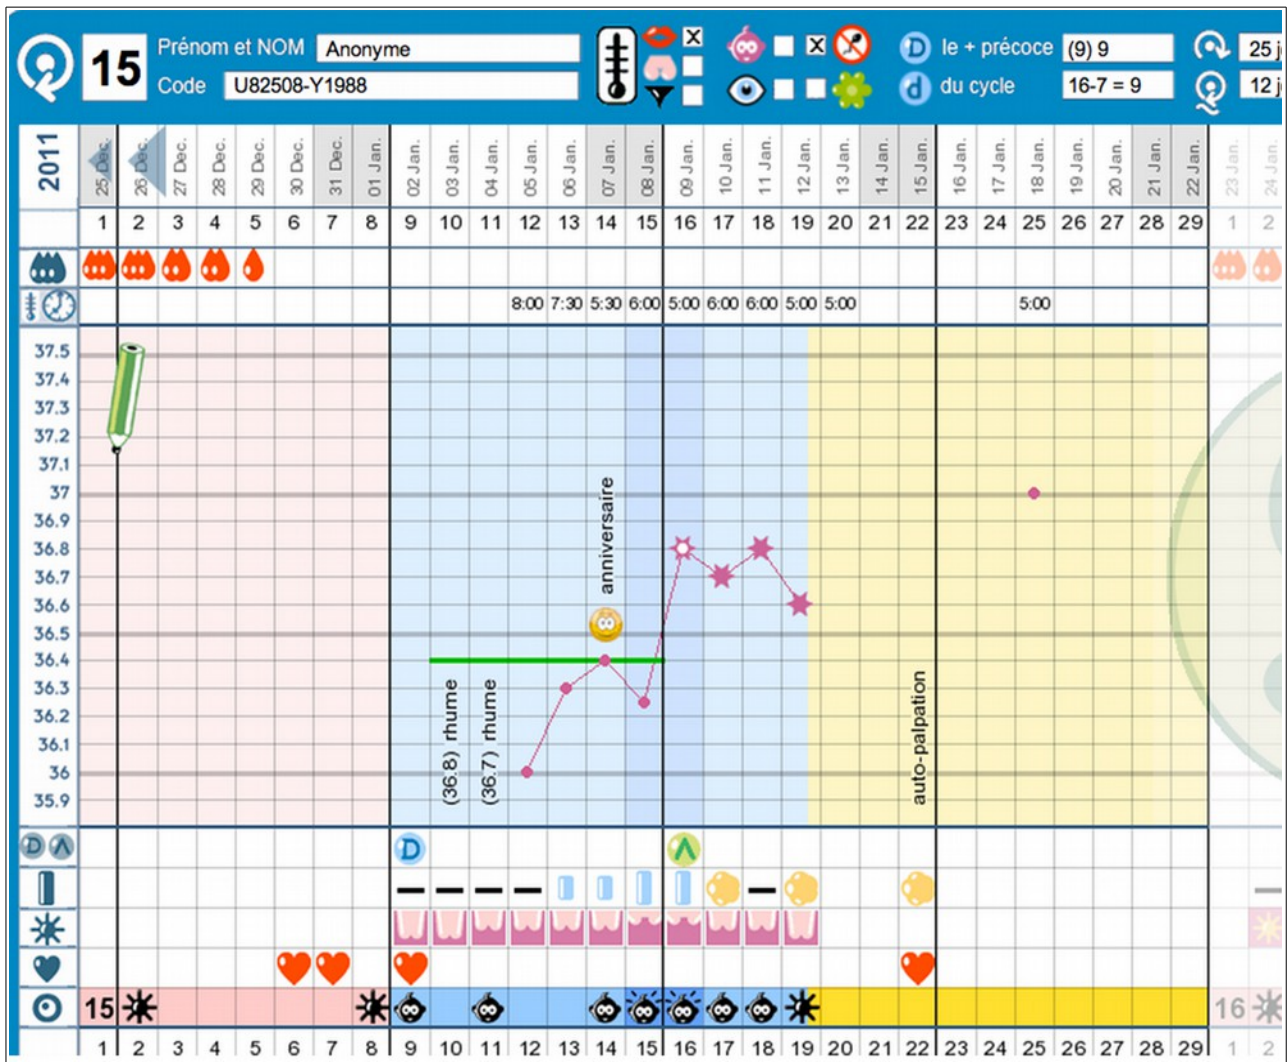 15 Prénom et NOM Anonyme X X D le + précoce (9) 9 25 j
Code U82508-Y1988 d du cycle 16-7 = 9 12 j
2011 25 Dec. 26 Dec. 27 Dec. 28 Dec. 29 Dec. 30 Dec. 31 Dec. 01 Jan. 02 Jan. 03 Jan. 04 Jan. 05 Jan. 06 Jan. 07 Jan. 08 Jan. 09 Jan. 10 Jan. 11 Jan. 12 Jan. 13 Jan. 14 Jan. 15 Jan. 16 Jan. 17 Jan. 18 Jan. 19 Jan. 20 Jan. 21 Jan. 22 Jan. 23 Jan. 24 Jan.
1 2 3 4 5 6 7 8 9 10 11 12 13 14 15 16 17 18 19 20 21 22 23 24 25 26 27 28 29 1 2
8:00 7:30 5:30 6:00 5:00 6:00 6:00 5:00 5:00 5:00
37.5
37.4
37.3
37.2
37.1
37
36.9
36.8
36.7
36.6
36.5
36.4
36.3
36.2
36.1
36
35.9
anniversaire
(36.8) rhume
(36.7) rhume
auto-palpation
D Λ D Λ
15 16
1 2 3 4 5 6 7 8 9 10 11 12 13 14 15 16 17 18 19 20 21 22 23 24 25 26 27 28 29 1 2